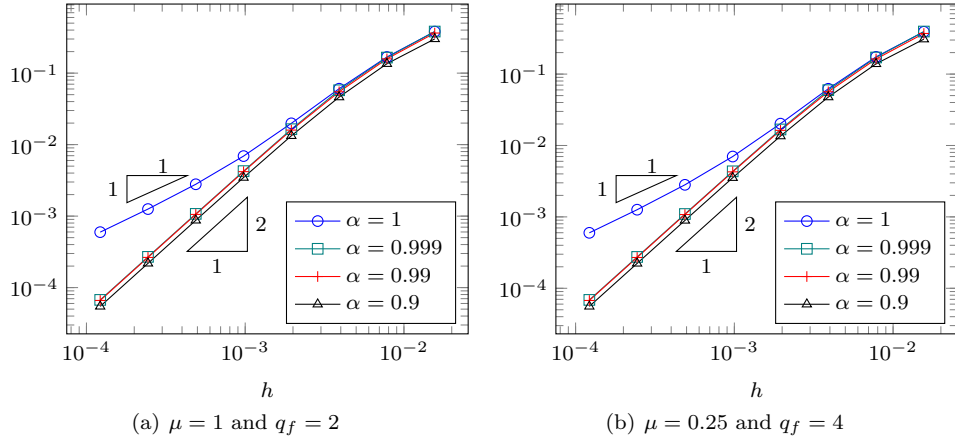 10⁻¹
10⁻²
10⁻³
10⁻⁴
1
1
2
1
α = 1
α = 0.999
α = 0.99
α = 0.9
10⁻⁴ 10⁻³ 10⁻²
h
(a) μ = 1 and q_f = 2
10⁻¹
10⁻²
10⁻³
10⁻⁴
1
1
2
1
α = 1
α = 0.999
α = 0.99
α = 0.9
10⁻⁴ 10⁻³ 10⁻²
h
(b) μ = 0.25 and q_f = 4